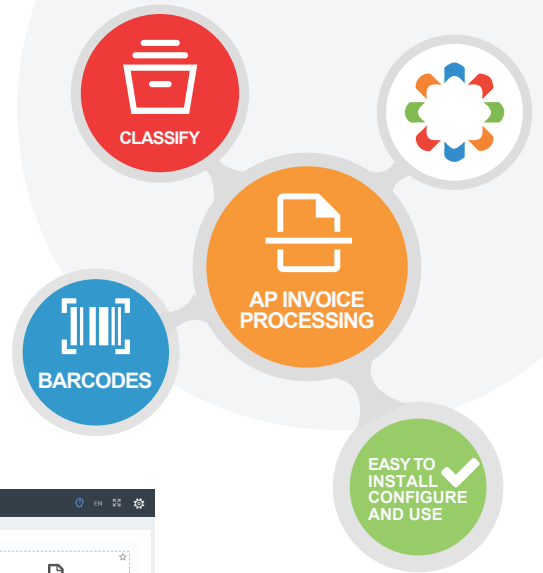 CLASSIFY
AP INVOICE
PROCESSING
BARCODES
EASY TO
INSTALL
CONFIGURE
AND USE
EN